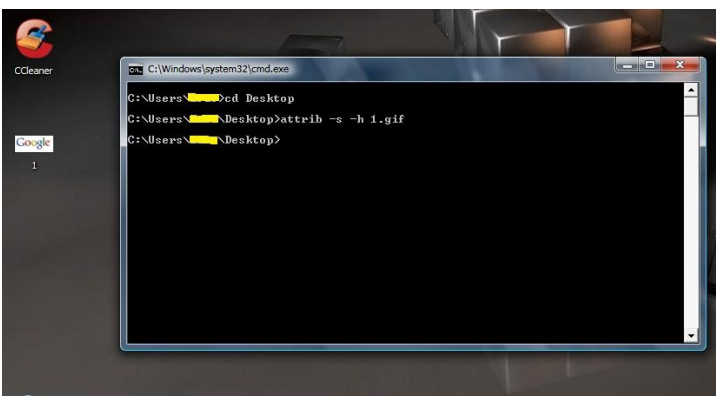 CCleaner
C:\Windows\system32\cmd.exe
C:\Users\ >cd Desktop
C:\Users\ \Desktop>attrib -s -h 1.gif
C:\Users\ \Desktop>
Google
1